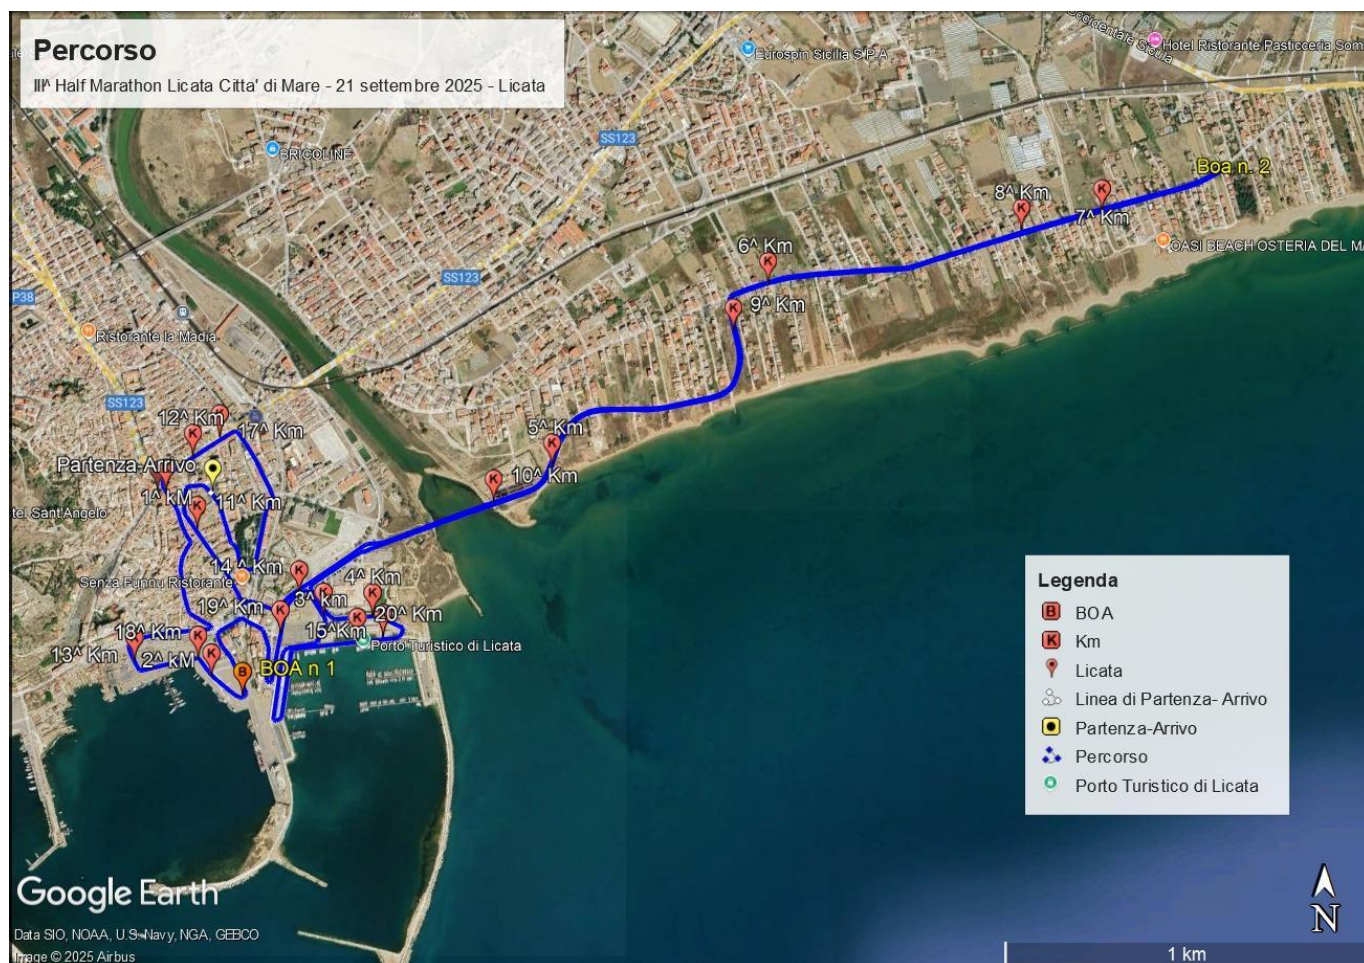 Percorso
III^ Half Marathon Licata Citta' di Mare - 21 settembre 2025 - Licata
Eurospin Sicilia S.P.A
Occidentale Sicula
Hotel Ristorante Pasticceria Som
SS123
BRICOLINE
Boa n. 2
8^ Km
7^ Km
OASI BEACH OSTERIA DEL MA
6^ Km
SS123
P38
9^ Km
Ristorante la Madia
SS123
12^ Km
17^ Km
5^ Km
Partenza-Arrivo
10^ Km
1^ kM
11^ Km
tel Sant'Angelo
14^ Km
Senza Funnu Ristorante
4^ Km
3^ km
19^ Km
20^ Km
15^Km
18^ Km
Porto Turistico di Licata
13^ Km
2^ kM
BOA n 1
Legenda
BOA
Km
Licata
Linea di Partenza- Arrivo
Partenza-Arrivo
Percorso
Porto Turistico di Licata
Google Earth
N
Data SIO, NOAA, U.S. Navy, NGA, GEBCO
Image © 2025 Airbus
1 km